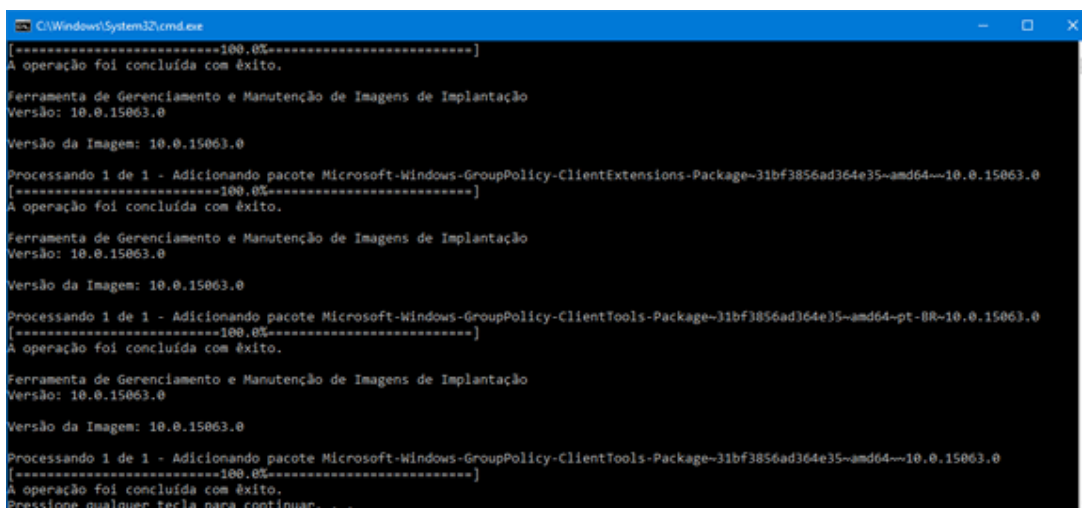 C:\Windows\System32\cmd.exe
[==========================100.0%==========================]
A operação foi concluída com êxito.
Ferramenta de Gerenciamento e Manutenção de Imagens de Implantação
Versão: 10.0.15063.0
Versão da Imagem: 10.0.15063.0
Processando 1 de 1 - Adicionando pacote Microsoft-Windows-GroupPolicy-ClientExtensions-Package~31bf3856ad364e35~amd64~~10.0.15063.0
[==========================100.0%==========================]
A operação foi concluída com êxito.
Ferramenta de Gerenciamento e Manutenção de Imagens de Implantação
Versão: 10.0.15063.0
Versão da Imagem: 10.0.15063.0
Processando 1 de 1 - Adicionando pacote Microsoft-Windows-GroupPolicy-ClientTools-Package~31bf3856ad364e35~amd64~pt-BR~10.0.15063.0
[==========================100.0%==========================]
A operação foi concluída com êxito.
Ferramenta de Gerenciamento e Manutenção de Imagens de Implantação
Versão: 10.0.15063.0
Versão da Imagem: 10.0.15063.0
Processando 1 de 1 - Adicionando pacote Microsoft-Windows-GroupPolicy-ClientTools-Package~31bf3856ad364e35~amd64~~10.0.15063.0
[==========================100.0%==========================]
A operação foi concluída com êxito.
Pressione qualquer tecla para continuar. . .